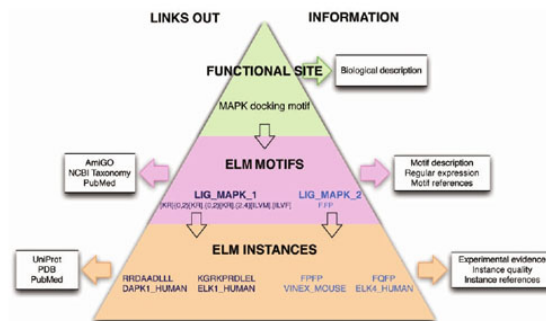 LINKS OUT
INFORMATION
FUNCTIONAL SITE
Biological description
MAPK docking motif
ELM MOTIFS
AmiGO
NCBI Taxonomy
PubMed
Motif description
Regular expression
Motif references
LIG_MAPK_1
LIG_MAPK_2
F.FP
ELM INSTANCES
UniProt
PDB
PubMed
Experimental evidence
Instance quality
Instance references
RRDAADLLL
KGRKPRDLEL
FPFP
FQFP
DAPK1_HUMAN
ELK1_HUMAN
VINEX_MOUSE
ELK4_HUMAN